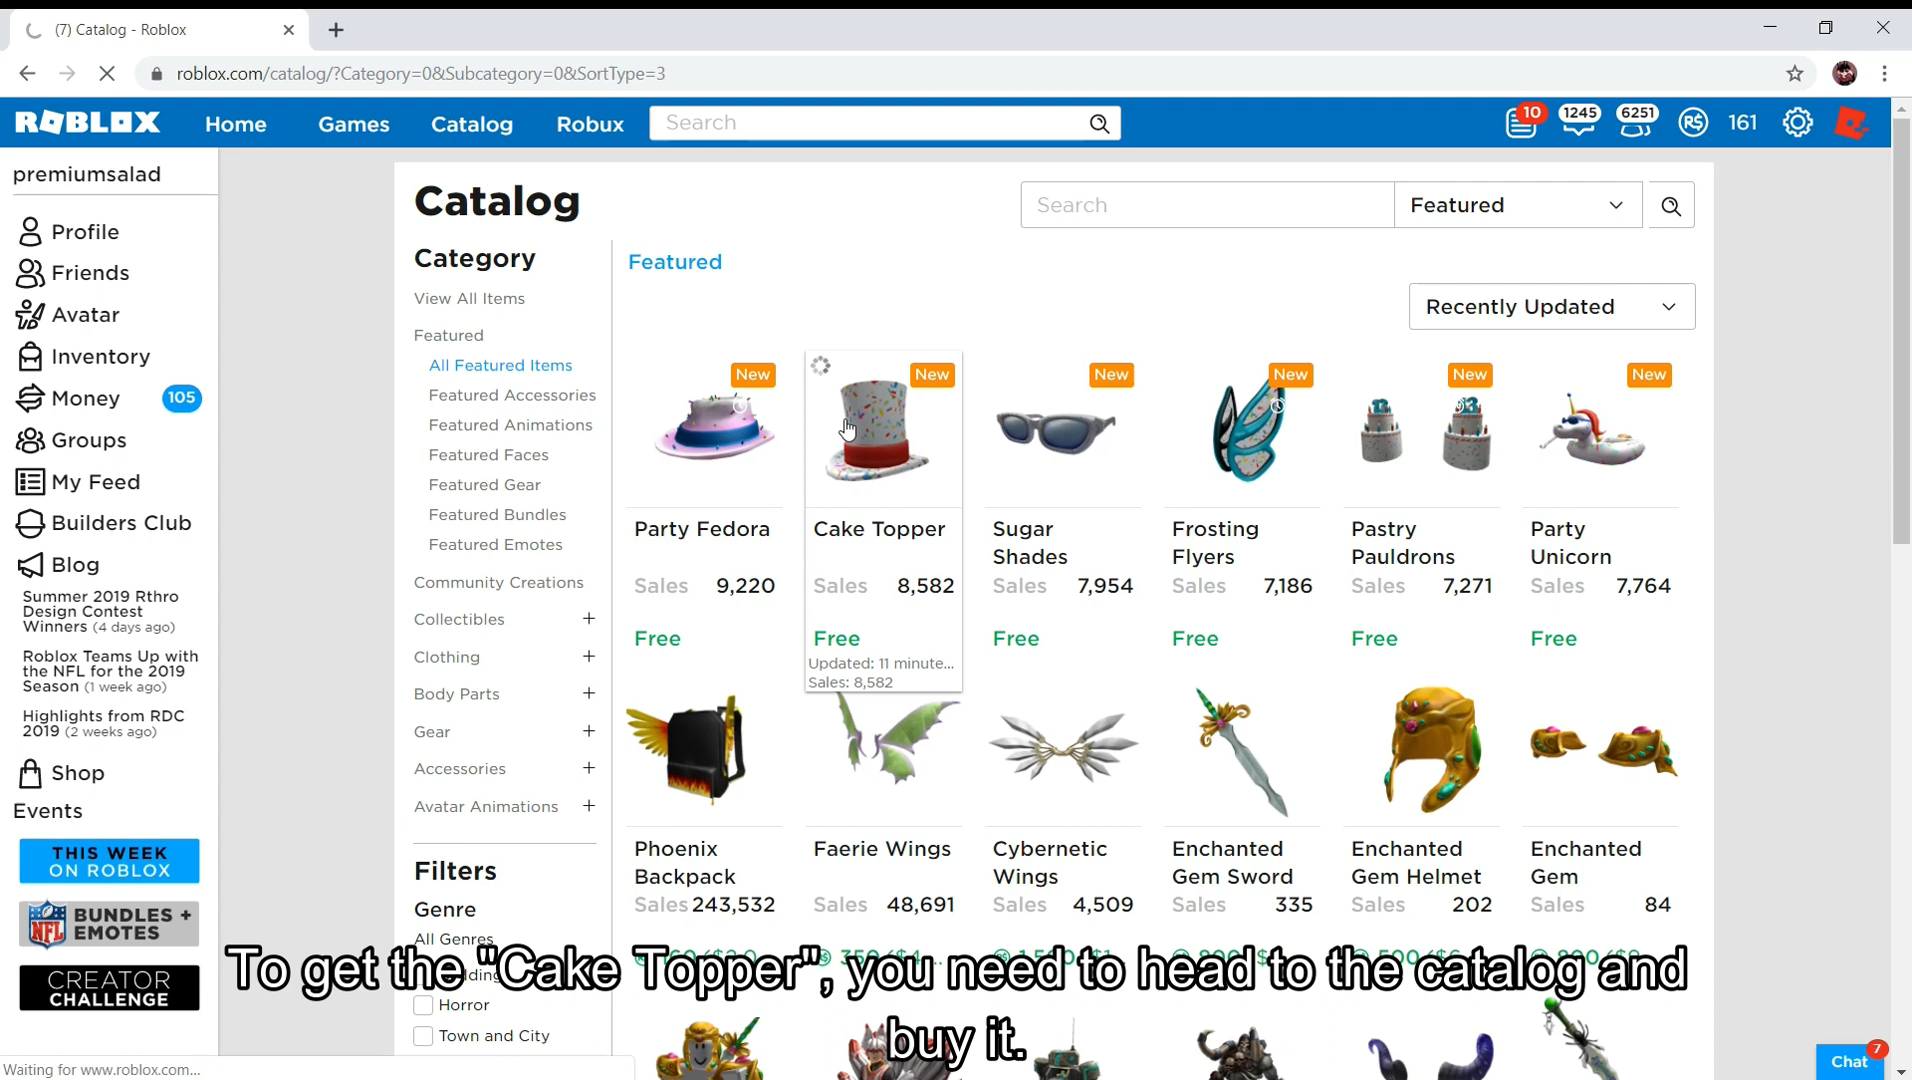 (7) Catalog - Roblox
roblox.com/catalog/?Category=0&Subcategory=0&SortType=3
ROBLOX Home Games Catalog Robux Search 10 1245 6251 R$ 161
premiumsalad
Profile
Friends
Avatar
Inventory
Money 105
Groups
My Feed
Builders Club
Blog
Summer 2019 Rthro
Design Contest
Winners (4 days ago)
Roblox Teams Up with
the NFL for the 2019
Season (1 week ago)
Highlights from RDC
2019 (2 weeks ago)
Shop
Events
THIS WEEK
ON ROBLOX
NFL BUNDLES +
EMOTES
CREATOR
CHALLENGE
Catalog
Search Featured
Category
View All Items
Featured
All Featured Items
Featured Accessories
Featured Animations
Featured Faces
Featured Gear
Featured Bundles
Featured Emotes
Community Creations
Collectibles +
Clothing +
Body Parts +
Gear +
Accessories +
Avatar Animations +
Filters
Genre
All Genres
Horror
Town and City
Featured
Recently Updated
New New New New New New
Party Fedora
Sales 9,220
Free
Cake Topper
Sales 8,582
Free
Updated: 11 minute...
Sales: 8,582
Sugar
Shades
Sales 7,954
Free
Frosting
Flyers
Sales 7,186
Free
Pastry
Pauldrons
Sales 7,271
Free
Party
Unicorn
Sales 7,764
Free
Phoenix
Backpack
Sales 243,532
Faerie Wings
Sales 48,691
Cybernetic
Wings
Sales 4,509
Enchanted
Gem Sword
Sales 335
Enchanted
Gem Helmet
Sales 202
Enchanted
Gem
Sales 84
To get the "Cake Topper", you need to head to the catalog and
buy it.
Waiting for www.roblox.com...
Chat 7